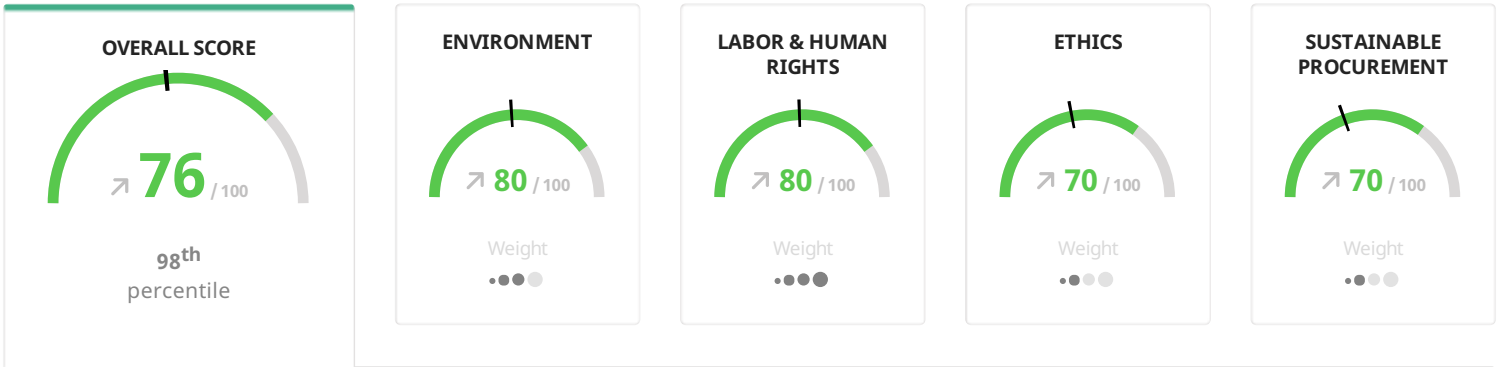 OVERALL SCORE
76 / 100
98th
percentile
ENVIRONMENT
80 / 100
Weight
LABOR & HUMAN
RIGHTS
80 / 100
Weight
ETHICS
70 / 100
Weight
SUSTAINABLE
PROCUREMENT
70 / 100
Weight